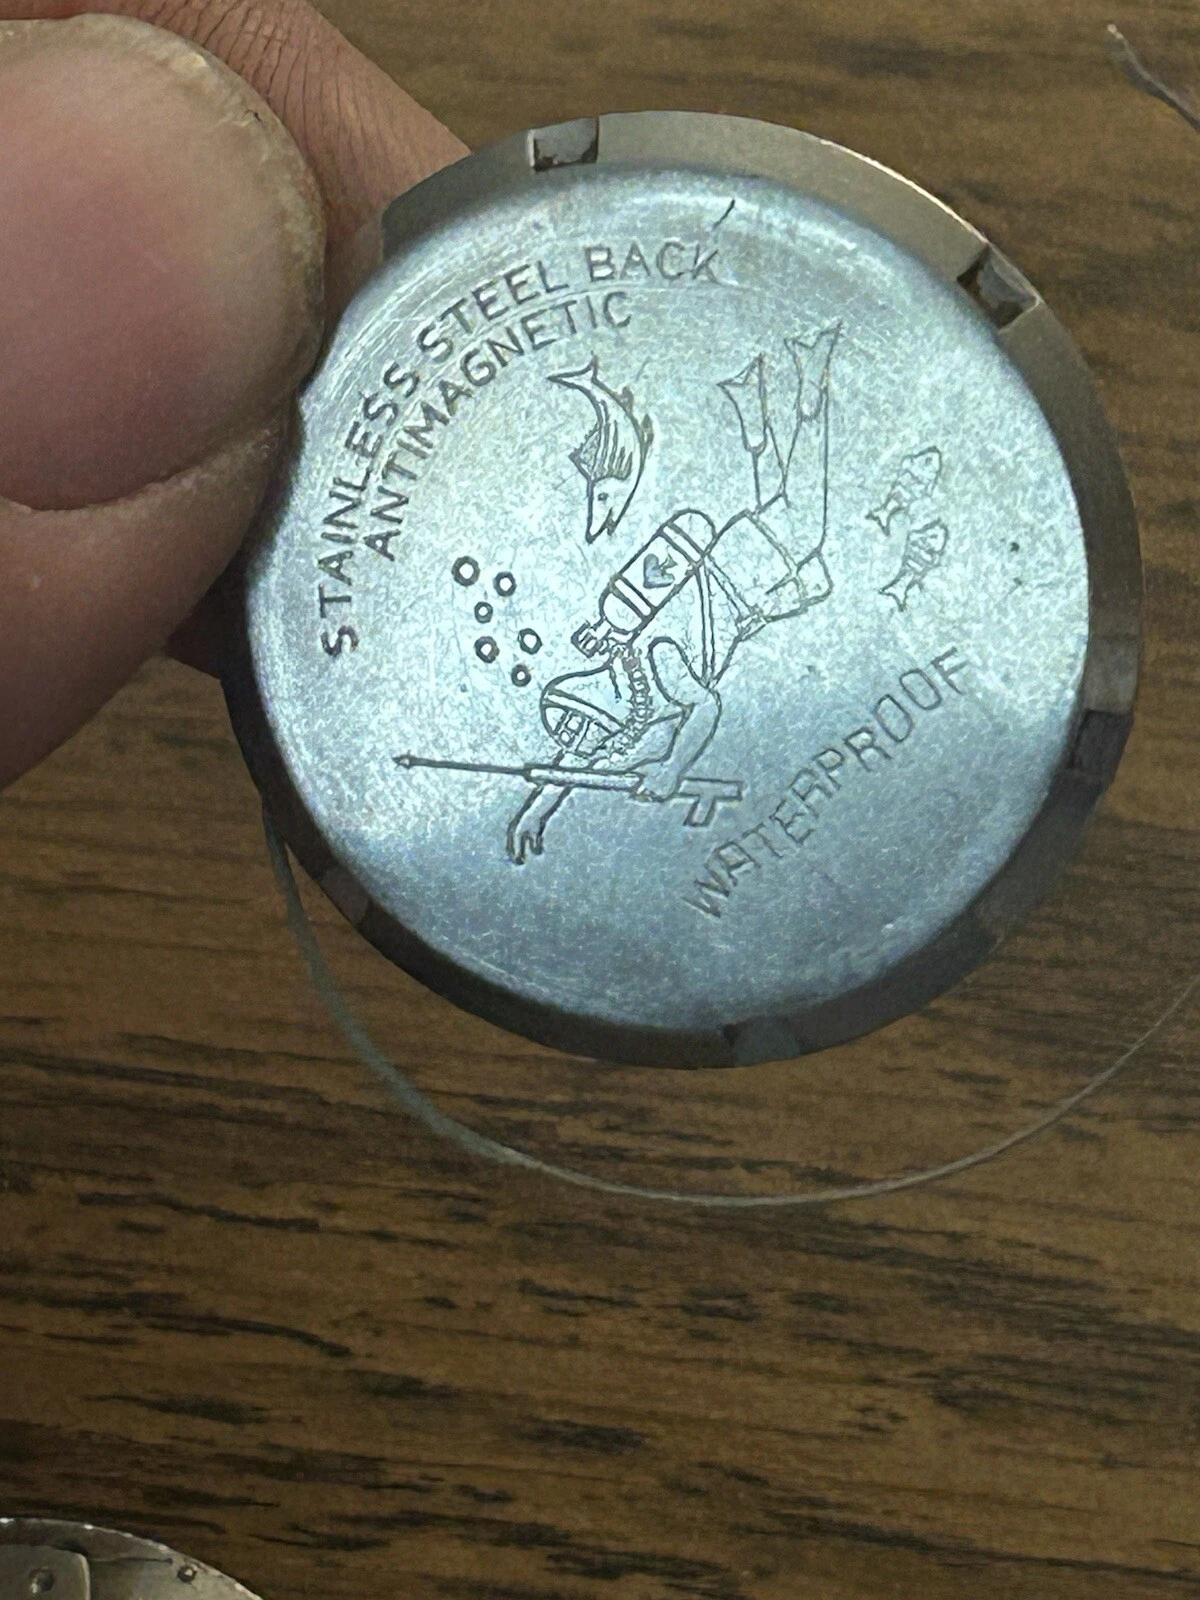 STAINLESS STEEL BACK
ANTIMAGNETIC
WATERPROOF